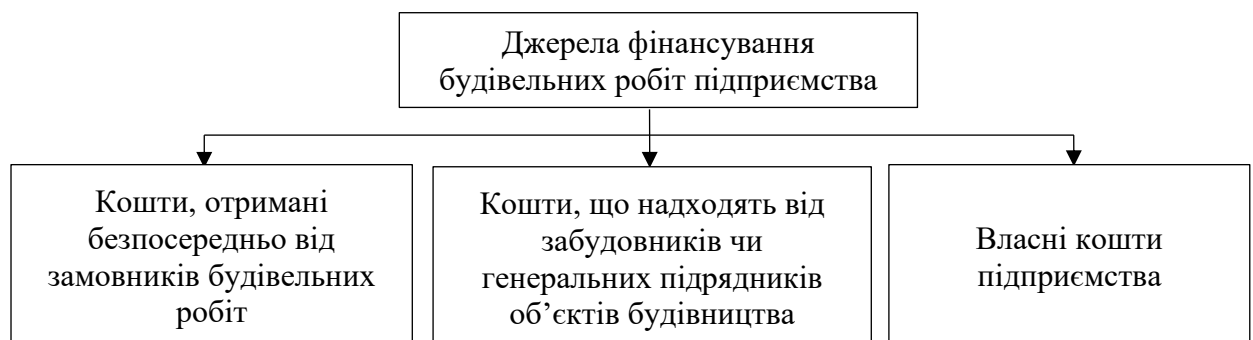 Джерела фінансування
будівельних робіт підприємства
Кошти, отримані
безпосередньо від
замовників будівельних
робіт
Кошти, що надходять від
забудовників чи
генеральних підрядників
об’єктів будівництва
Власні кошти
підприємства